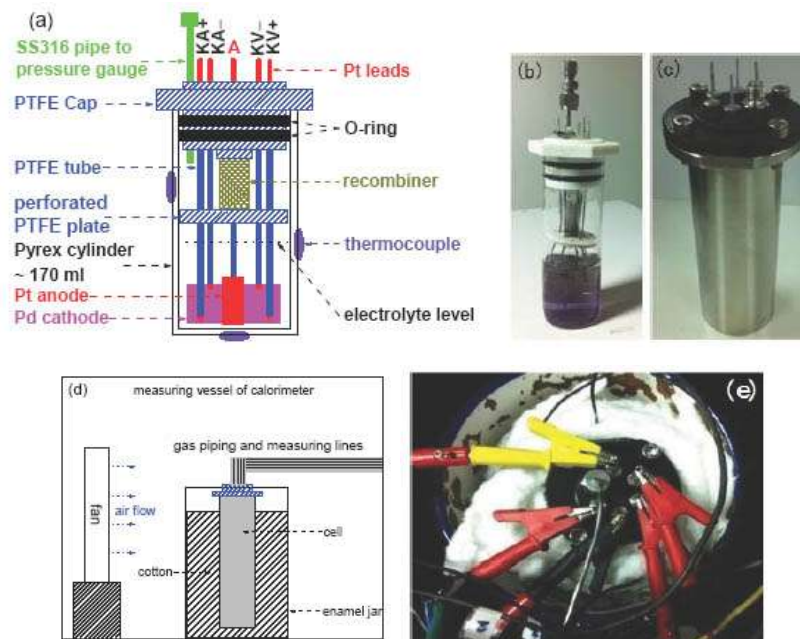 (a)
KA+
KA-
A
KV-
KV+
SS316 pipe to
pressure gauge
Pt leads
PTFE Cap
O-ring
PTFE tube
recombiner
perforated
PTFE plate
Pyrex cylinder
~ 170 ml
thermocouple
Pt anode
Pd cathode
electrolyte level
(b)
(c)
(d)
measuring vessel of calorimeter
gas piping and measuring lines
fan
air flow
cell
cotton
enamel jar
(e)